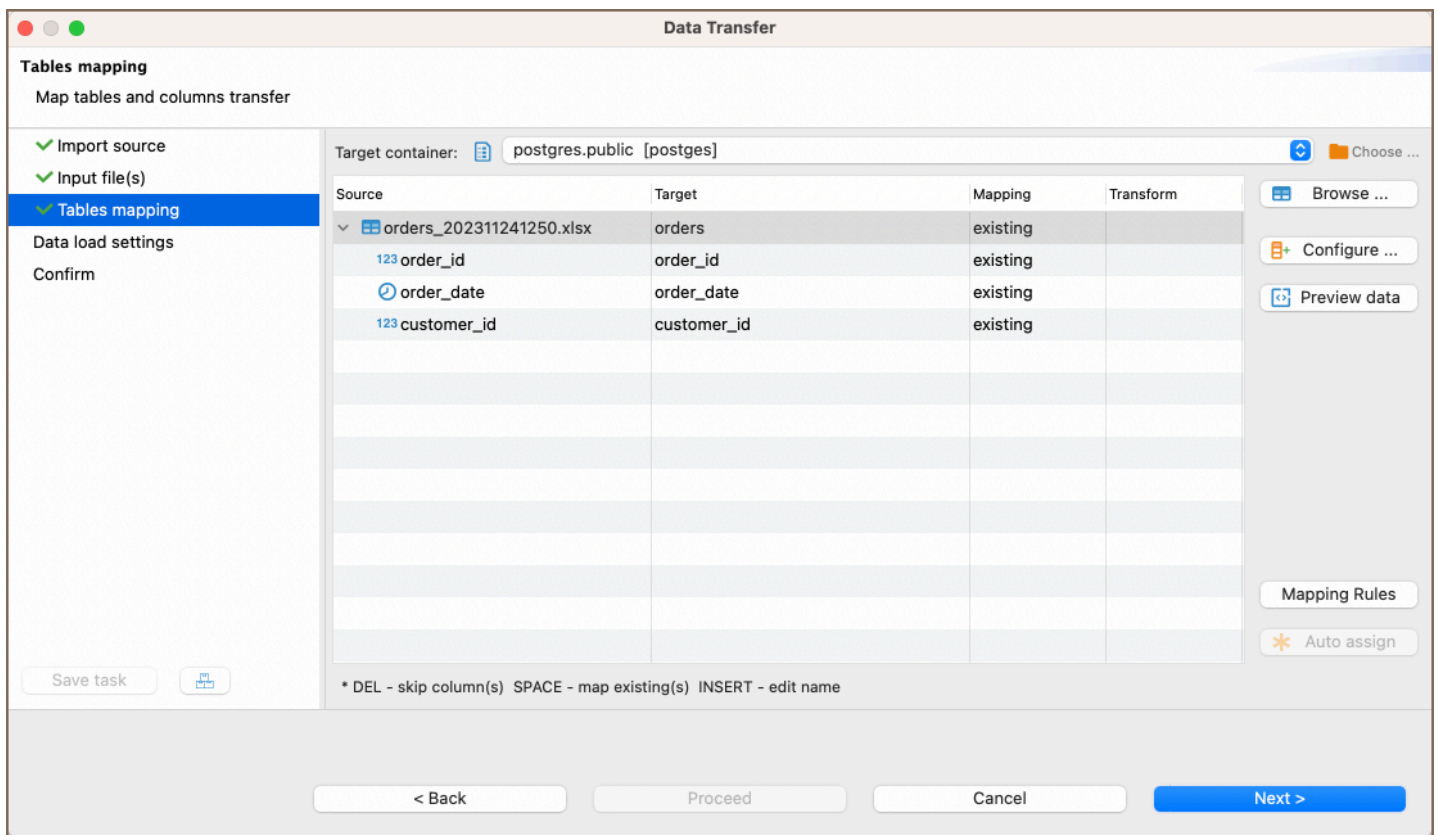 Data Transfer
Tables mapping
Map tables and columns transfer
Import source
Input file(s)
Tables mapping
Data load settings
Confirm
Save task
Target container: postgres.public [postges] Choose ...
Source Target Mapping Transform
orders_202311241250.xlsx orders existing
123 order_id order_id existing
order_date order_date existing
123 customer_id customer_id existing
Browse ...
Configure ...
Preview data
Mapping Rules
Auto assign
* DEL - skip column(s) SPACE - map existing(s) INSERT - edit name
< Back Proceed Cancel Next >